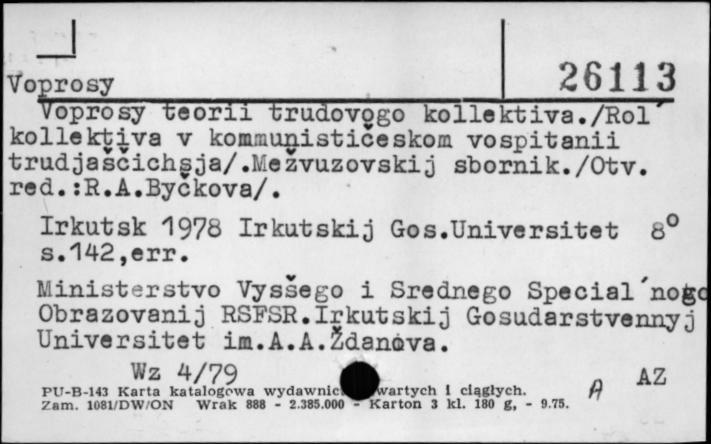 26113
Voprosy
Voprosy teorii trudovogo kollektiva./Rol´
kollektiva v kommunističeskom vospitanii
trudjaščichsja/.Mežvuzovskij sbornik./Otv.
red.:R.A.Byčkova/.
Irkutsk 1978 Irkutskij Gos.Universitet 8°
s.142,err.
Ministerstvo Vysšego i Srednego Special´nogo
Obrazovanij RSFSR.Irkutskij Gosudarstvennyj
Universitet im.A.A.Ždanova.
Wz 4/79
A AZ
PU-B-143 Karta katalogowa wydawnic wartych i ciągłych.
Zam. 1081/DW/ON Wrak 888 - 2.385.000 - Karton 3 kl. 180 g, - 9.75.